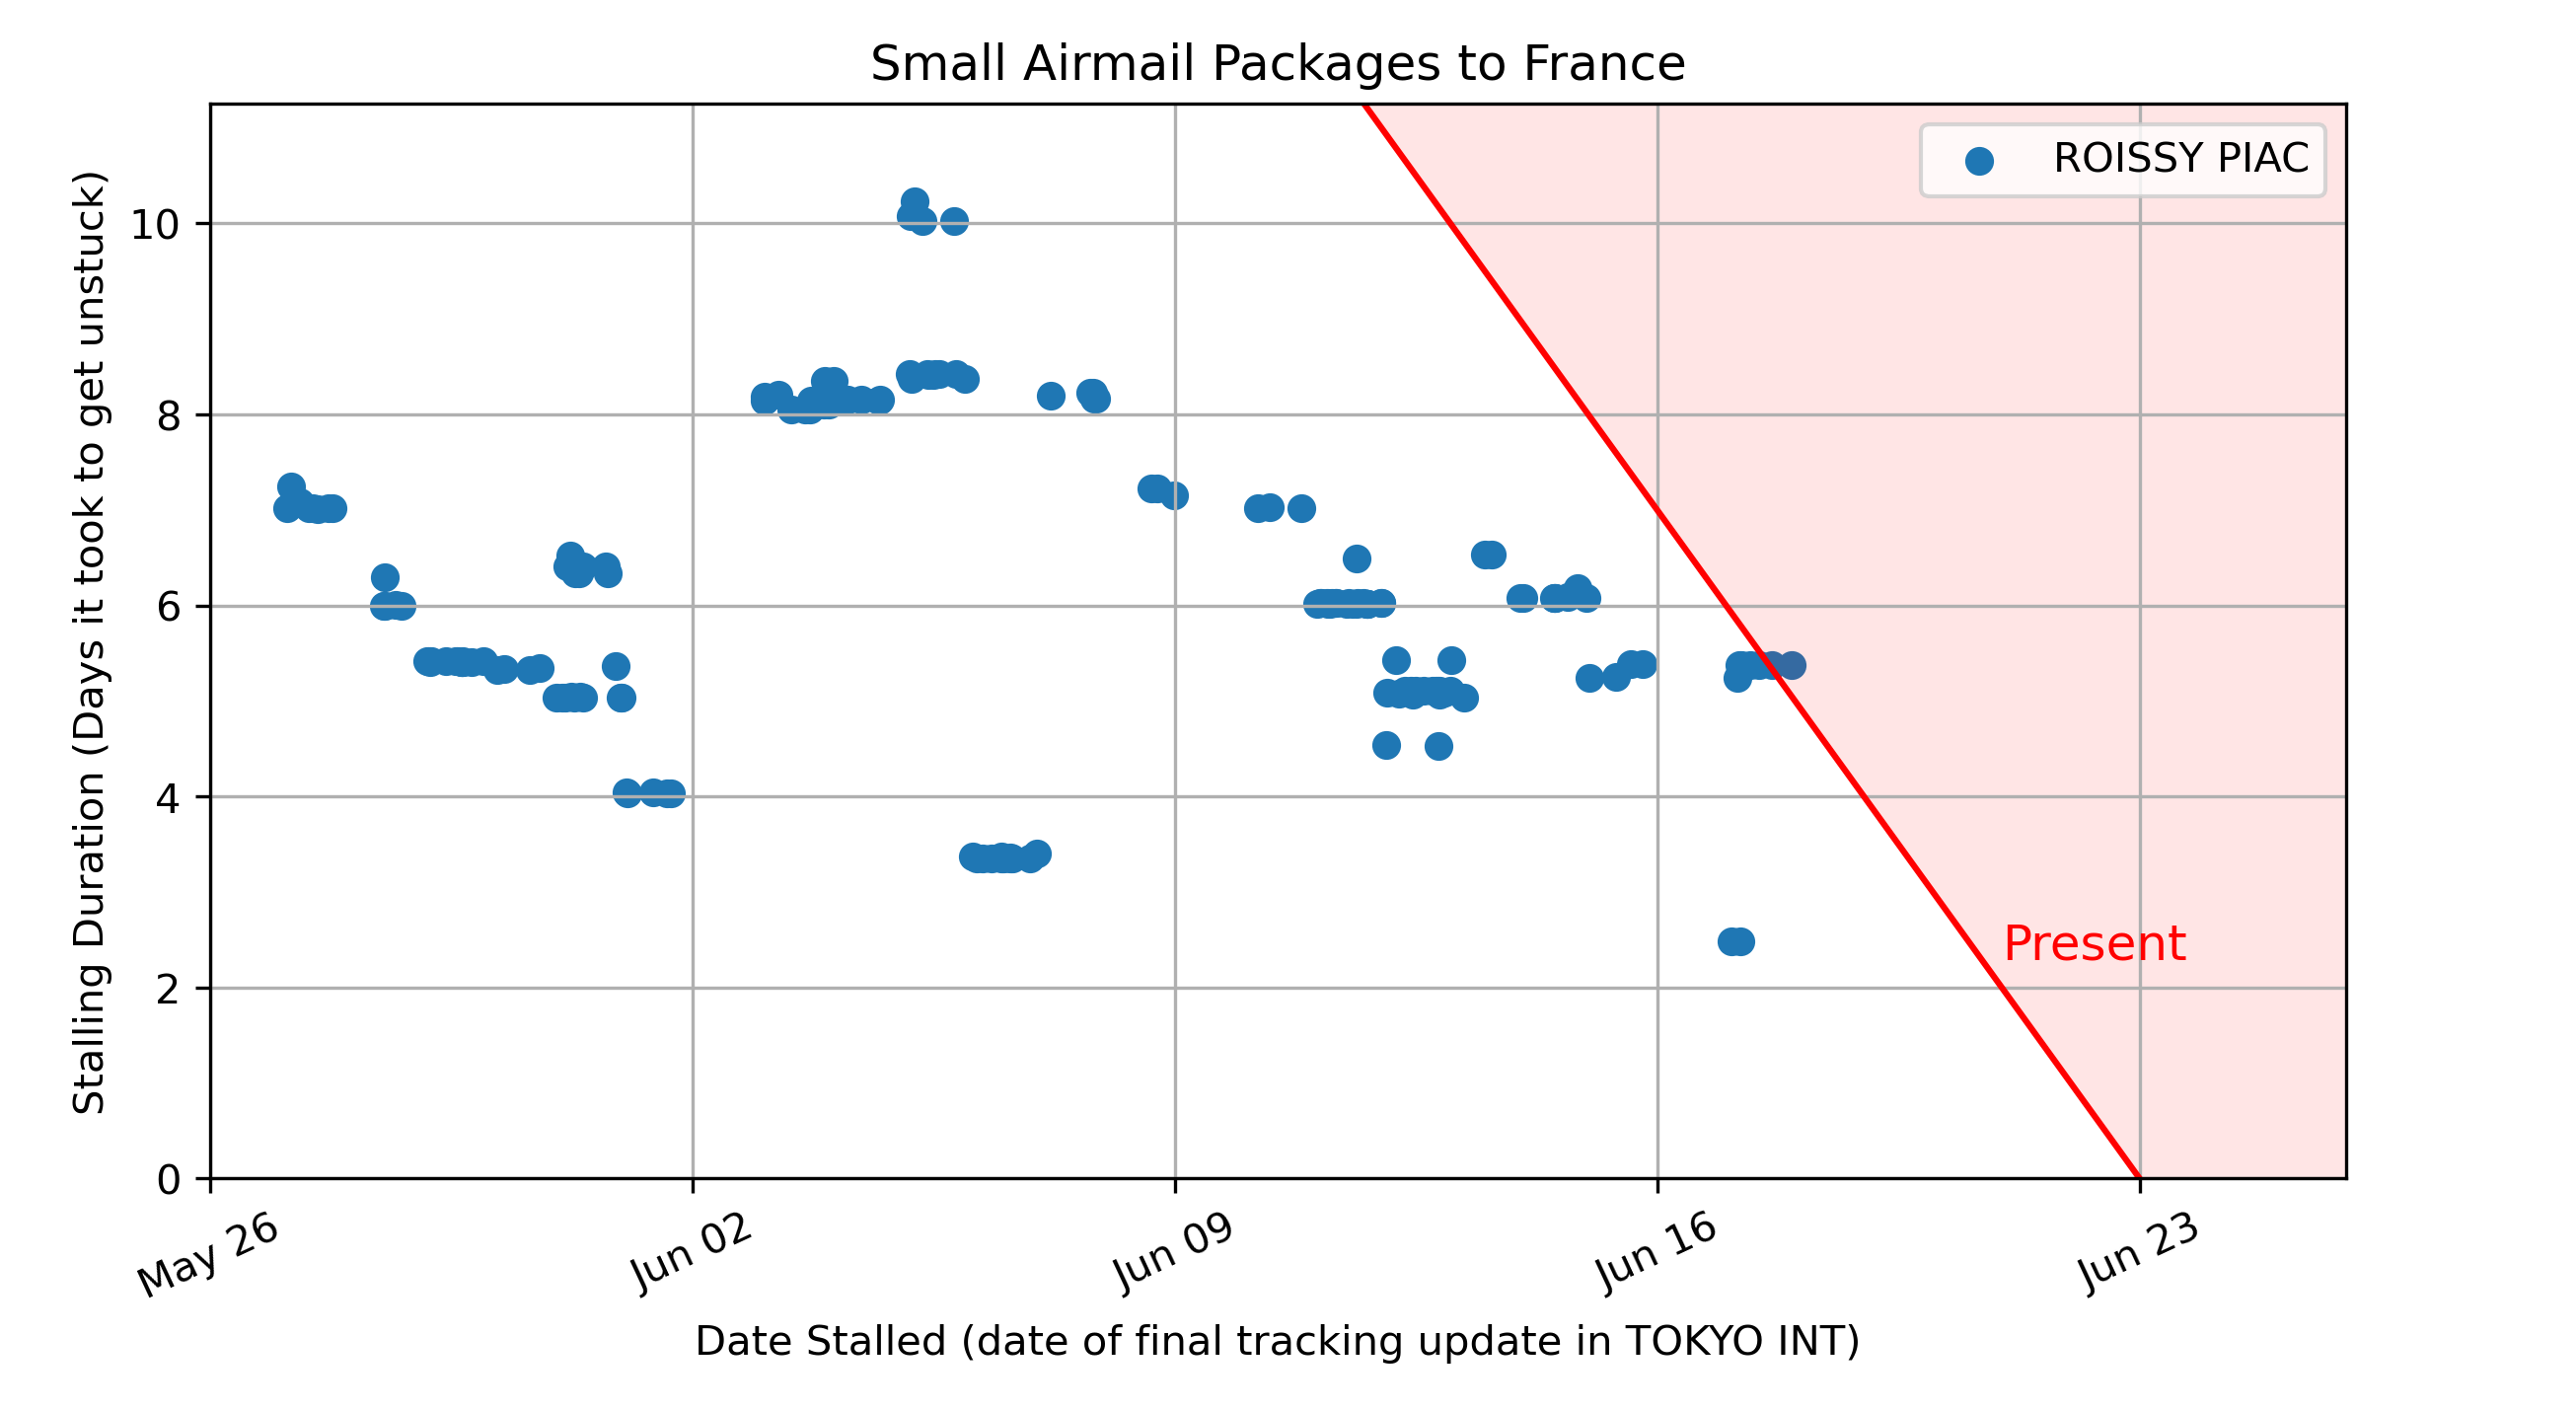 Small Airmail Packages to France
ROISSY PIAC
Stalling Duration (Days it took to get unstuck)
10
8
6
4
2
0
Present
May 26
Jun 02
Jun 09
Jun 16
Jun 23
Date Stalled (date of final tracking update in TOKYO INT)